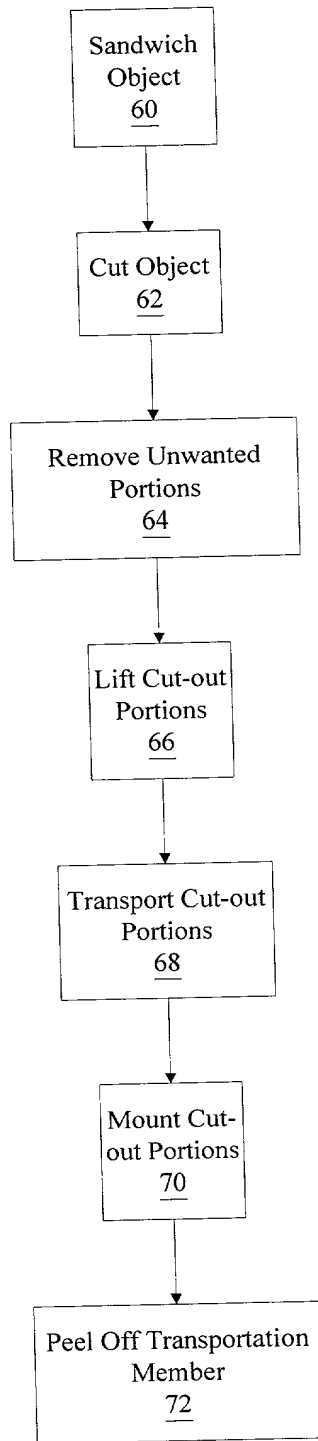 Sandwich
Object
60
Cut Object
62
Remove Unwanted
Portions
64
Lift Cut-out
Portions
66
Transport Cut-out
Portions
68
Mount Cut-
out Portions
70
Peel Off Transportation
Member
72